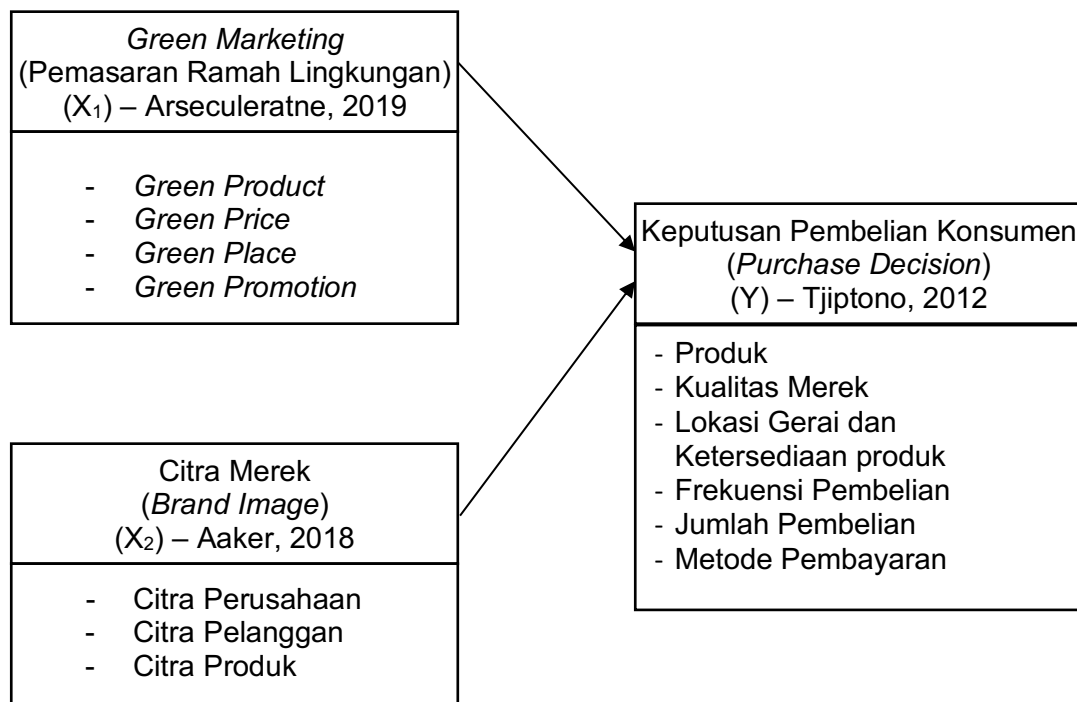 Green Marketing
(Pemasaran Ramah Lingkungan)
(X₁) – Arseculeratne, 2019
- Green Product
- Green Price
- Green Place
- Green Promotion
Citra Merek
(Brand Image)
(X₂) – Aaker, 2018
- Citra Perusahaan
- Citra Pelanggan
- Citra Produk
Keputusan Pembelian Konsumen
(Purchase Decision)
(Y) – Tjiptono, 2012
- Produk
- Kualitas Merek
- Lokasi Gerai dan
Ketersediaan produk
- Frekuensi Pembelian
- Jumlah Pembelian
- Metode Pembayaran